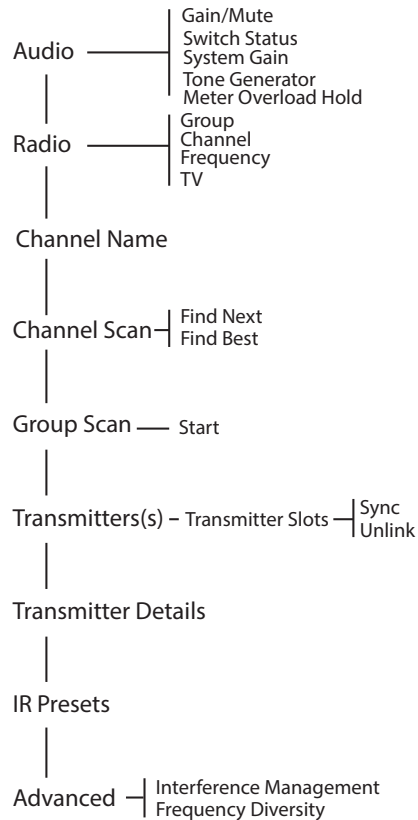 Audio
Gain/Mute
Switch Status
System Gain
Tone Generator
Meter Overload Hold
Radio
Group
Channel
Frequency
TV
Channel Name
Channel Scan
Find Next
Find Best
Group Scan
Start
Transmitters(s)
Transmitter Slots
Sync
Unlink
Transmitter Details
IR Presets
Advanced
Interference Management
Frequency Diversity